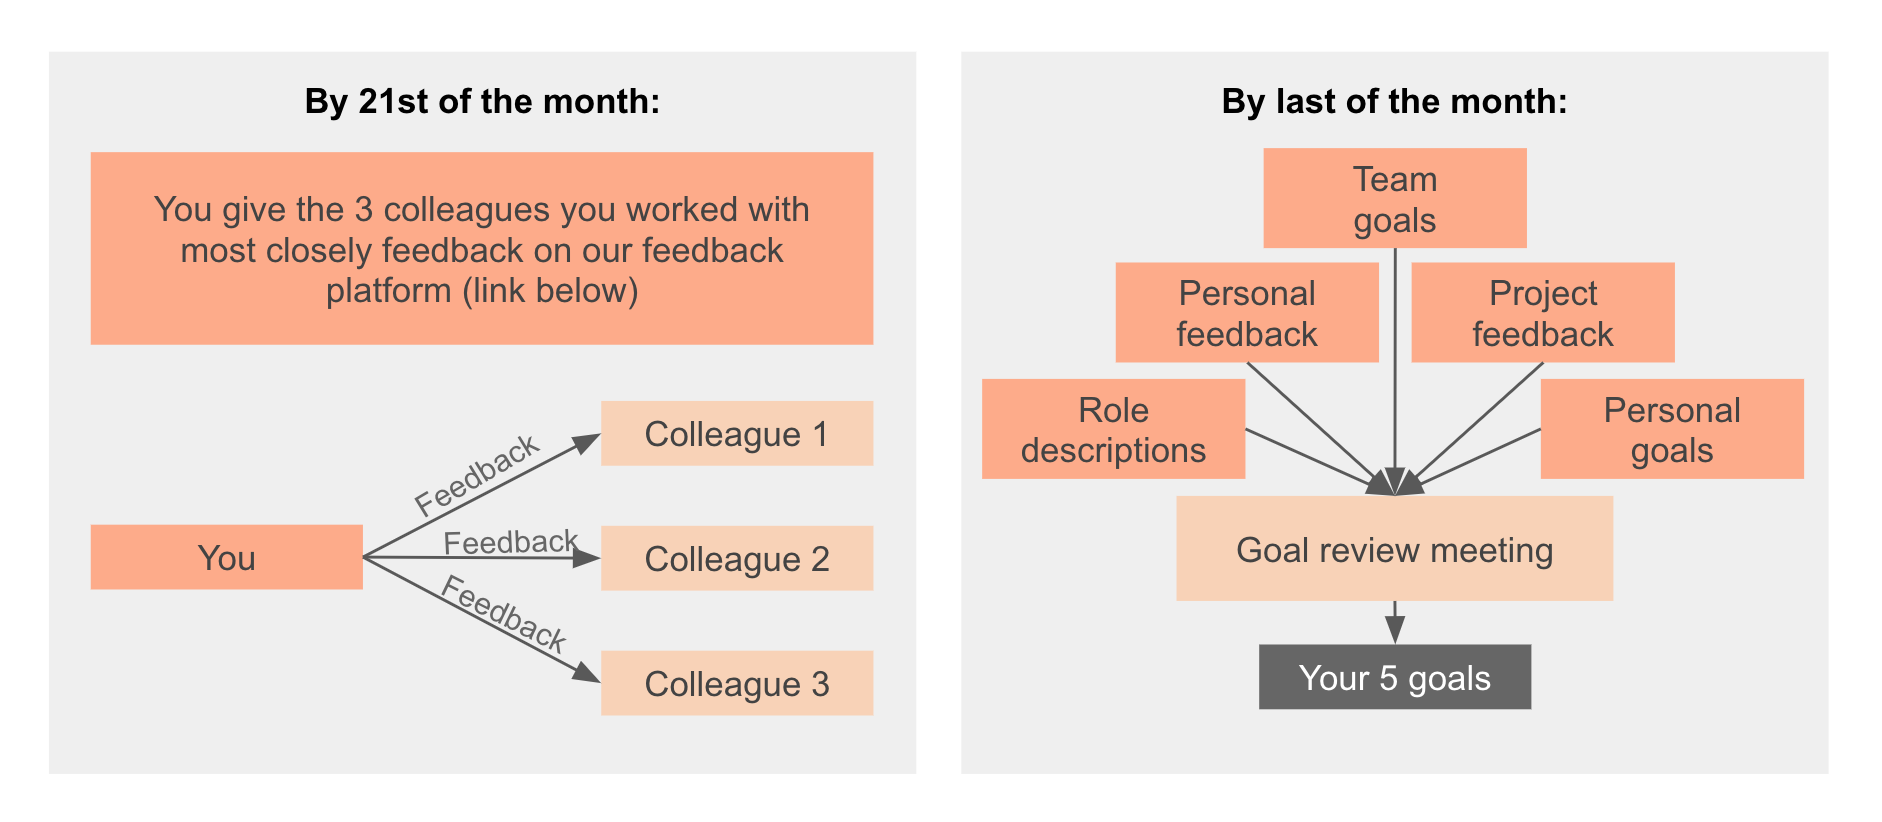 By 21st of the month:
You give the 3 colleagues you worked with
most closely feedback on our feedback
platform (link below)
You
Feedback
Feedback
Feedback
Colleague 1
Colleague 2
Colleague 3
By last of the month:
Team
goals
Personal
feedback
Project
feedback
Role
descriptions
Personal
goals
Goal review meeting
Your 5 goals